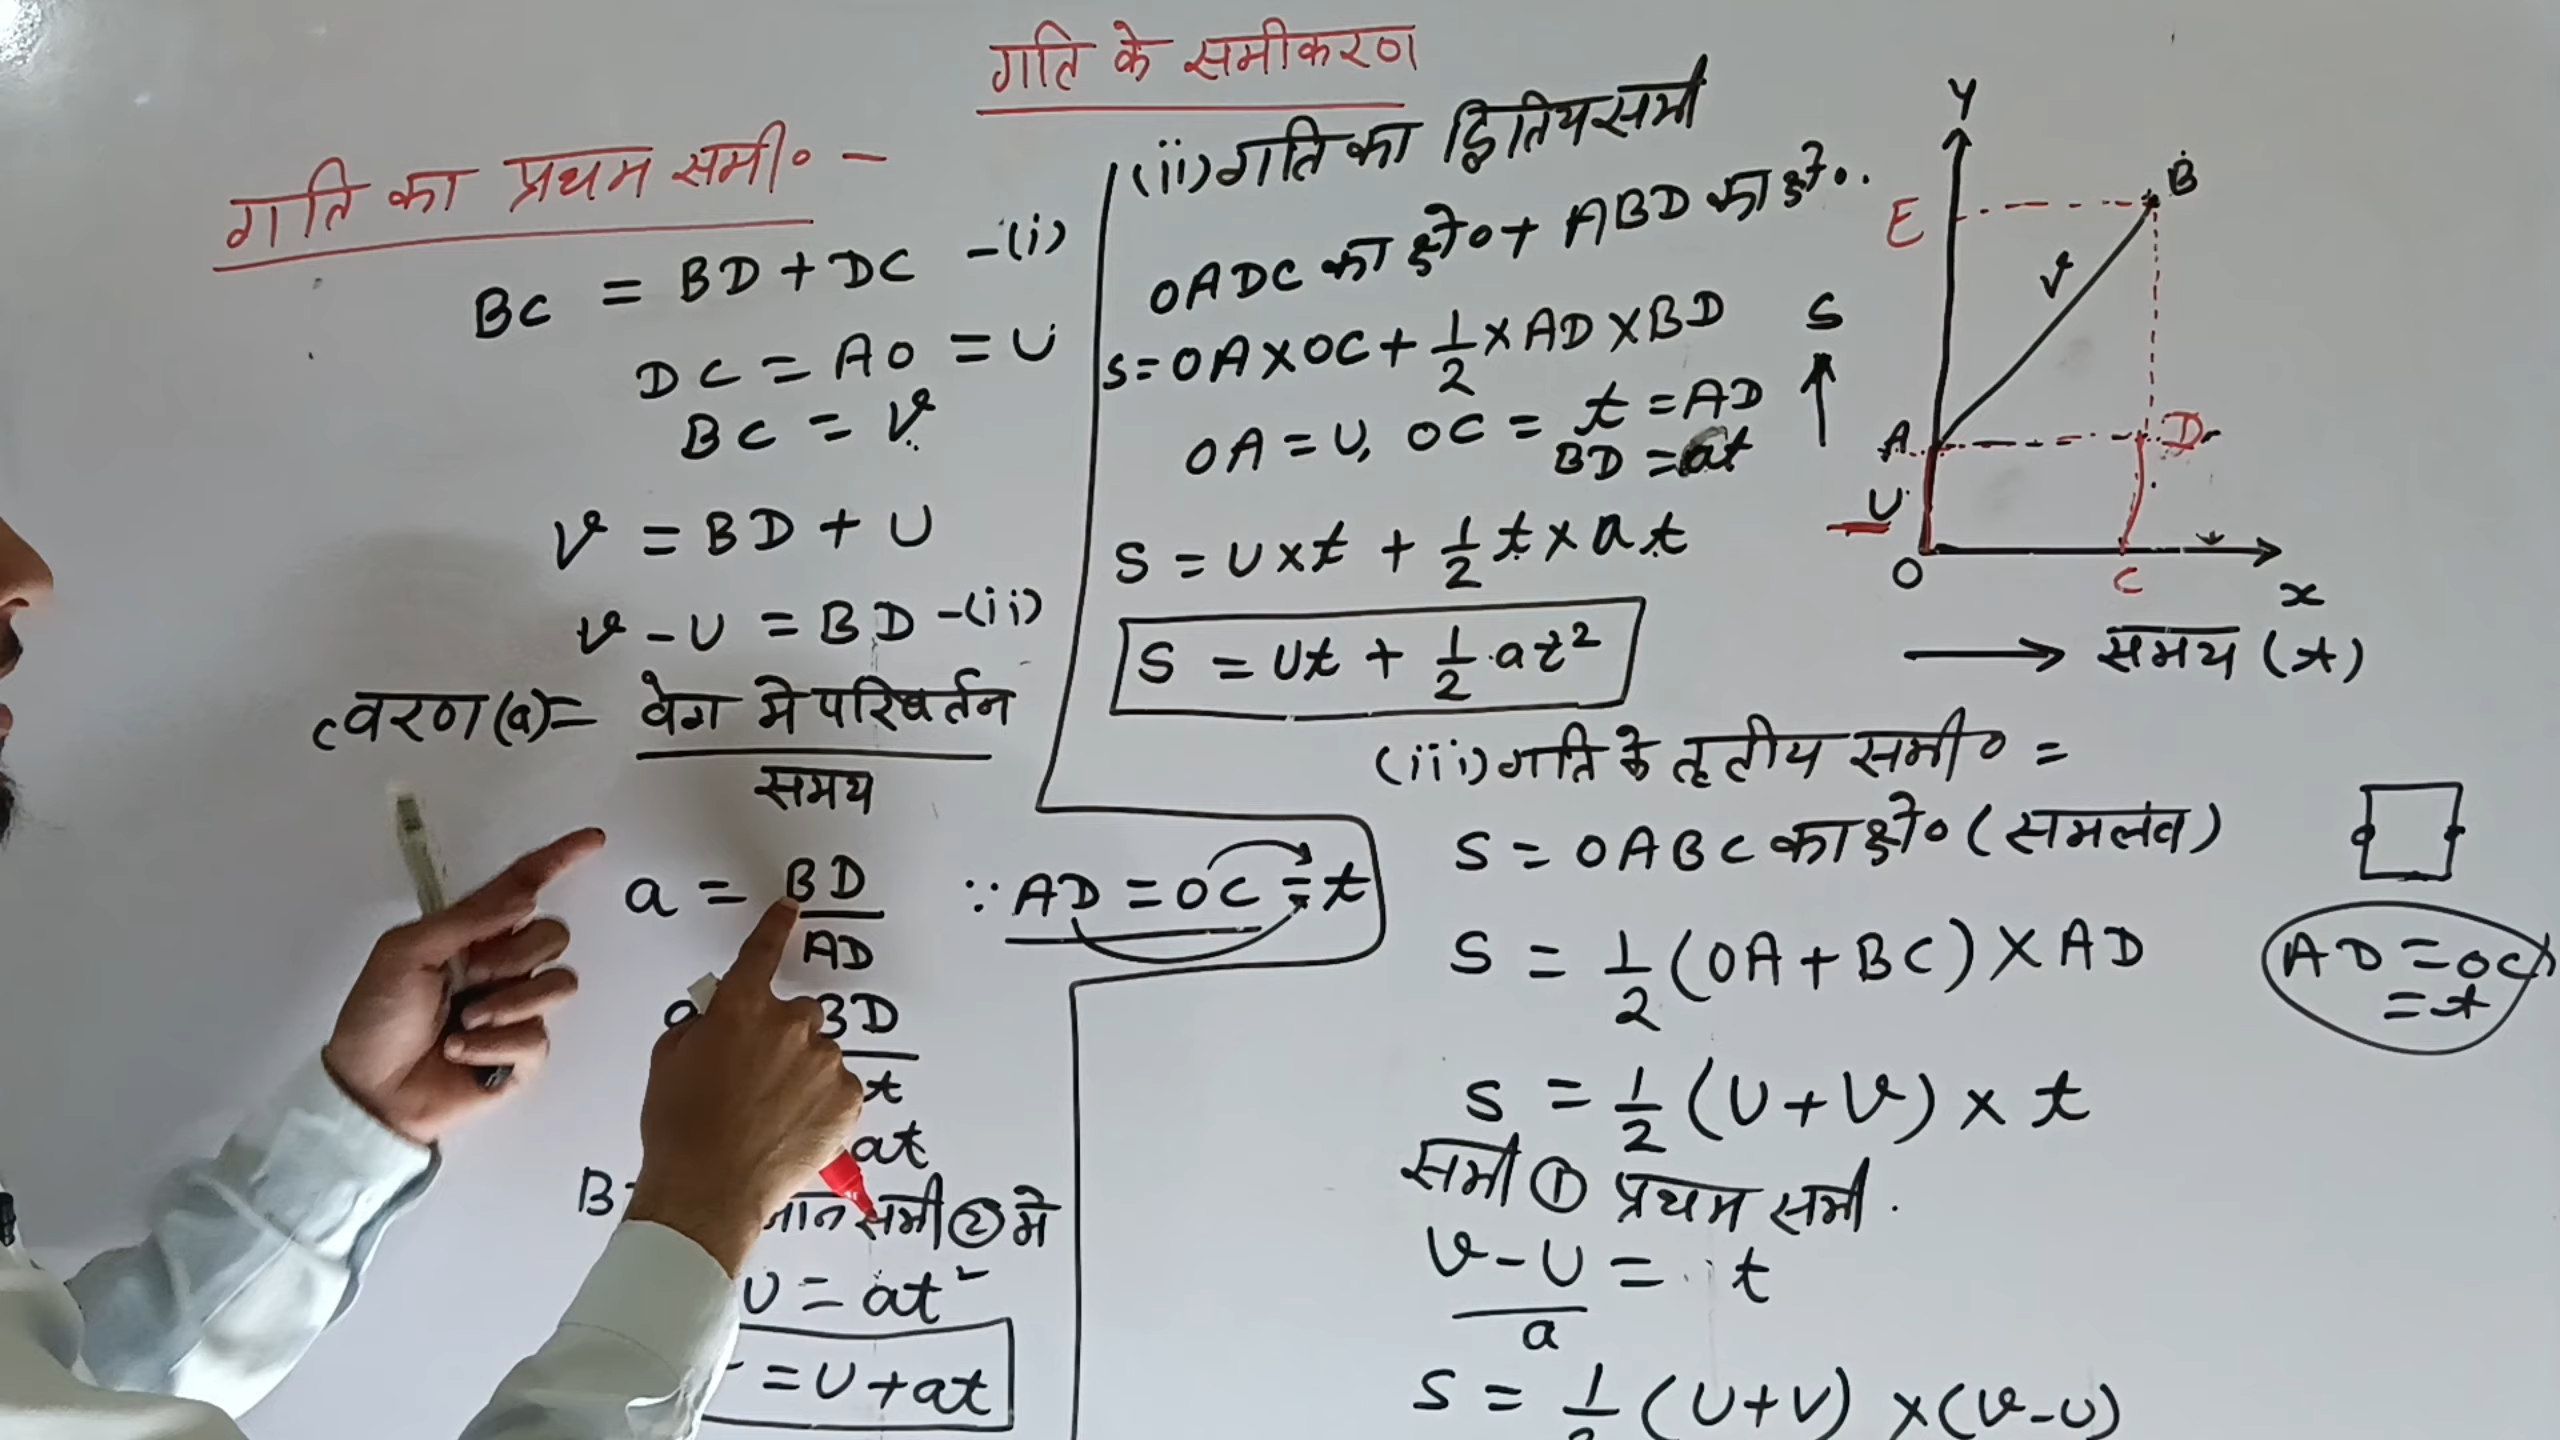 गति के समीकरण
गति का प्रथम समी० -
BC = BD + DC -(i)
DC = AO = U
BC = v
v = BD + U
v - U = BD -(ii)
त्वरण (a) = वेग मे परिवर्तन
समय
a = BD
AD
∵ AD = OC = t
BD
t
at
मान समी ② मे
U = at
= U + at
(ii) गति का द्वितिय समी
OADC का क्षे० + ABD का क्षे०.
S = OA × OC + 1/2 × AD × BD
OA = U, OC = t = AD
BD = at
S = U × t + 1/2 t × a t
S = Ut + 1/2 at²
Y
B
E
v
S
A
D
U
O
C
x
समय (t)
(iii) गति के तृतीय समी० =
S = OABC का क्षे० (समलंव)
S = 1/2 (OA + BC) × AD
AD = OC
= t
S = 1/2 (U + V) × t
समी ① प्रथम समी.
v - U = t
a
S = 1/2 (U + V) × (v - U)